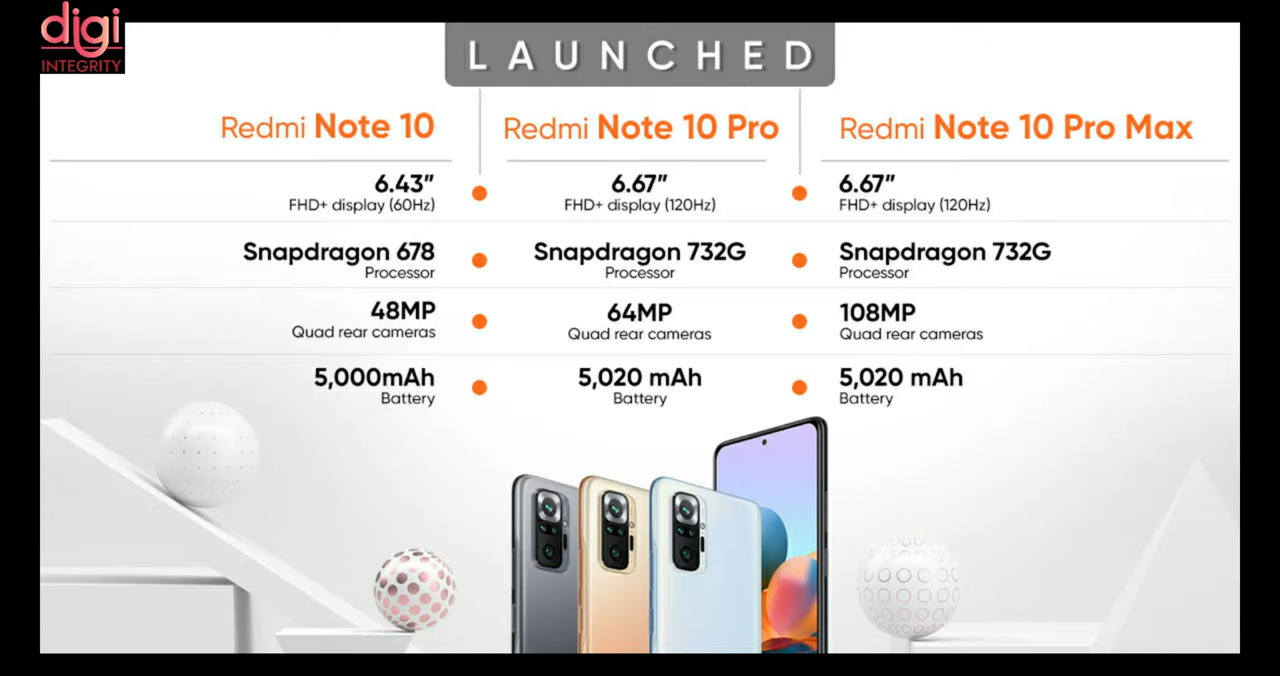 digi
INTEGRITY
LAUNCHED
Redmi Note 10
Redmi Note 10 Pro
Redmi Note 10 Pro Max
6.43”
FHD+ display (60Hz)
6.67”
FHD+ display (120Hz)
6.67”
FHD+ display (120Hz)
Snapdragon 678
Processor
Snapdragon 732G
Processor
Snapdragon 732G
Processor
48MP
Quad rear cameras
64MP
Quad rear cameras
108MP
Quad rear cameras
5,000mAh
Battery
5,020 mAh
Battery
5,020 mAh
Battery